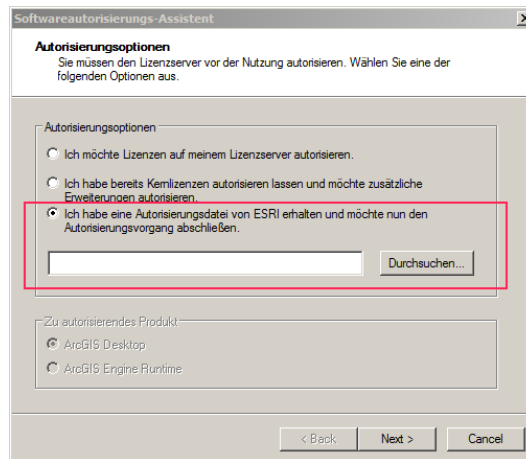 Softwareautorisierungs-Assistent
Autorisierungsoptionen
Sie müssen den Lizenzserver vor der Nutzung autorisieren. Wählen Sie eine der
folgenden Optionen aus.
Autorisierungsoptionen
Ich möchte Lizenzen auf meinem Lizenzserver autorisieren.
Ich habe bereits Kernlizenzen autorisieren lassen und möchte zusätzliche
Erweiterungen autorisieren.
Ich habe eine Autorisierungsdatei von ESRI erhalten und möchte nun den
Autorisierungsvorgang abschließen.
Durchsuchen...
Zu autorisierendes Produkt
ArcGIS Desktop
ArcGIS Engine Runtime
< Back Next > Cancel